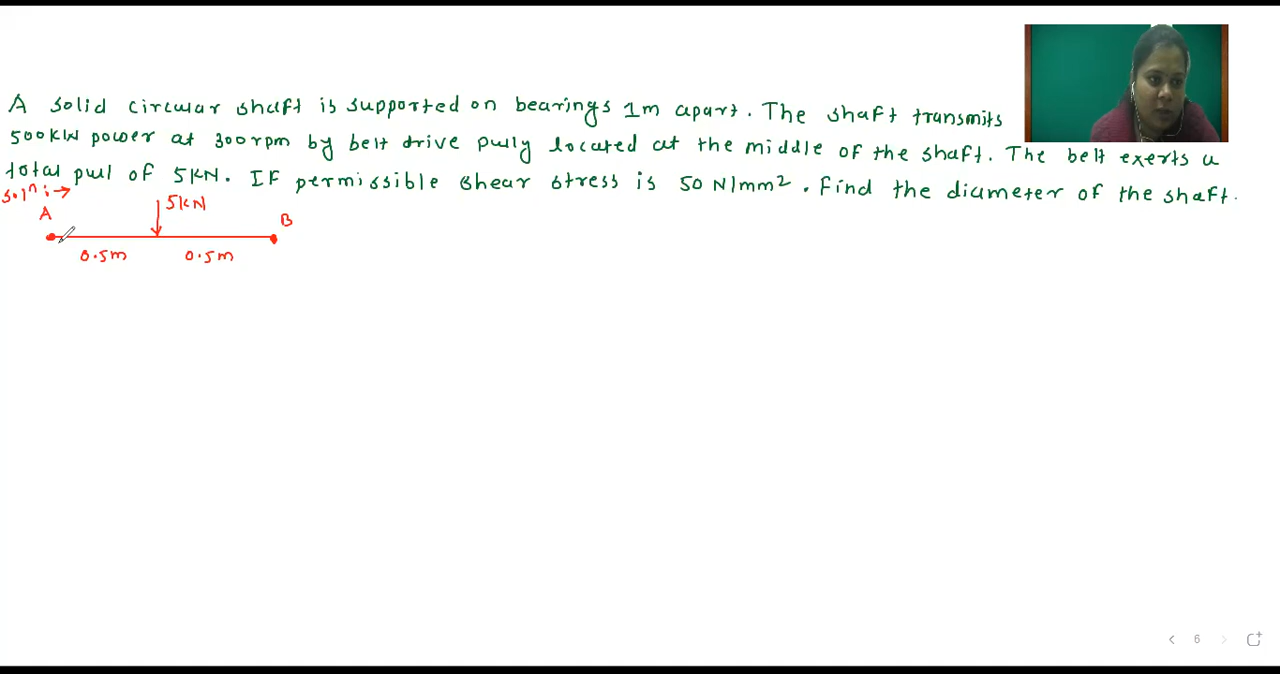 A solid circular shaft is supported on bearings 1m apart. The shaft transmits
500kW power at 300rpm by belt drive pully located at the middle of the shaft. The belt exerts a
total pull of 5kN. IF permissible shear stress is 50 N/mm2. Find the diameter of the shaft.
soln :→
A 5kN B
0.5m 0.5m
6